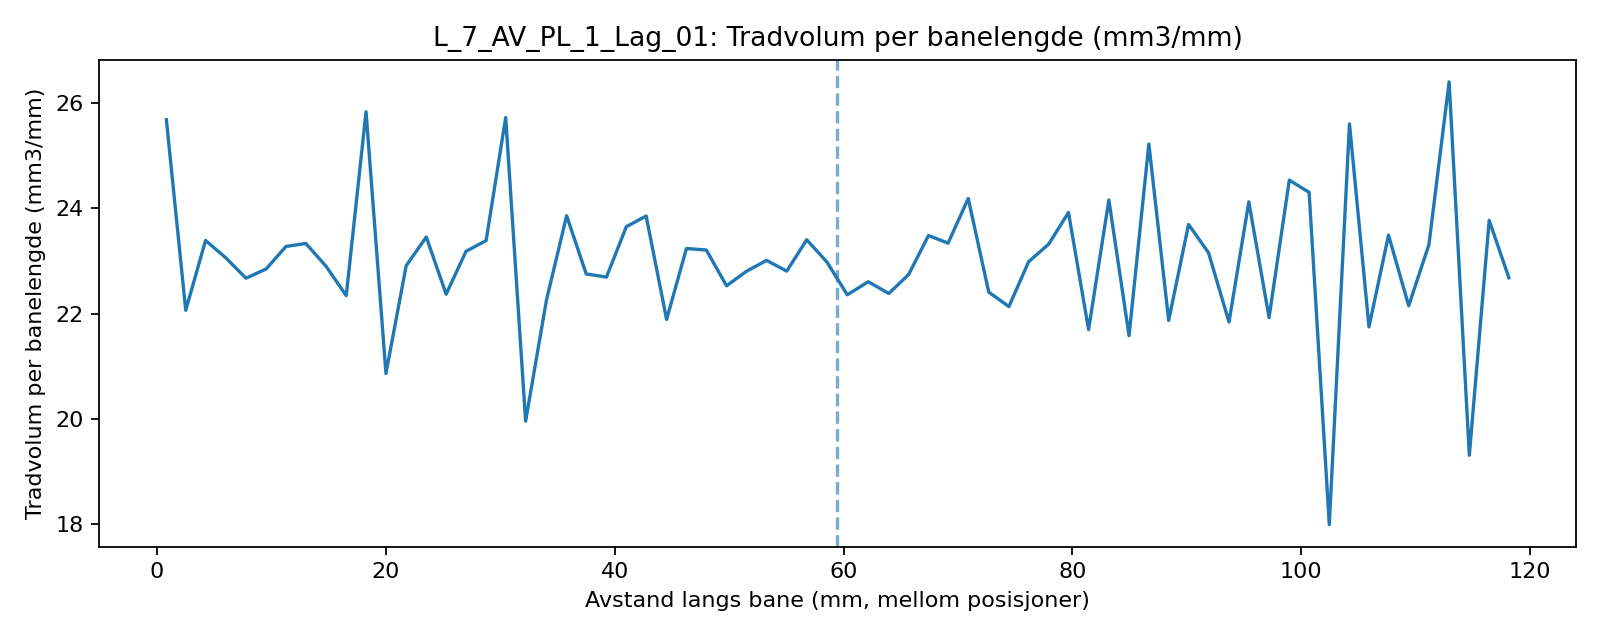 L_7_AV_PL_1_Lag_01: Tradvolum per banelengde (mm3/mm)
Tradvolum per banelengde (mm3/mm)
26
24
22
20
18
0 20 40 60 80 100 120
Avstand langs bane (mm, mellom posisjoner)